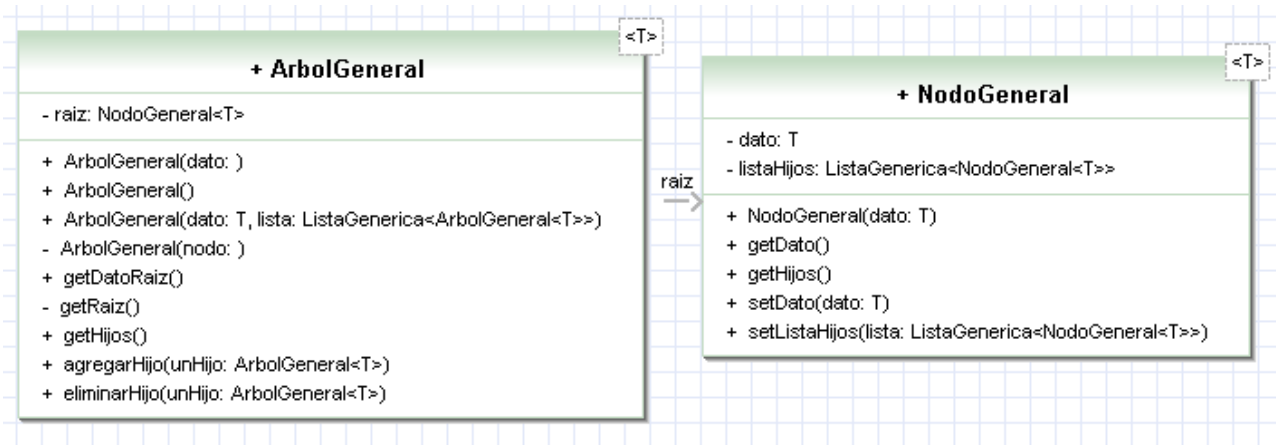 <T>
+ ArbolGeneral
- raiz: NodoGeneral<T>
+ ArbolGeneral(dato: )
+ ArbolGeneral()
+ ArbolGeneral(dato: T, lista: ListaGenerica<ArbolGeneral<T>>)
- ArbolGeneral(nodo: )
+ getDatoRaiz()
- getRaiz()
+ getHijos()
+ agregarHijo(unHijo: ArbolGeneral<T>)
+ eliminarHijo(unHijo: ArbolGeneral<T>)
raiz
<T>
+ NodoGeneral
- dato: T
- listaHijos: ListaGenerica<NodoGeneral<T>>
+ NodoGeneral(dato: T)
+ getDato()
+ getHijos()
+ setDato(dato: T)
+ setListaHijos(lista: ListaGenerica<NodoGeneral<T>>)